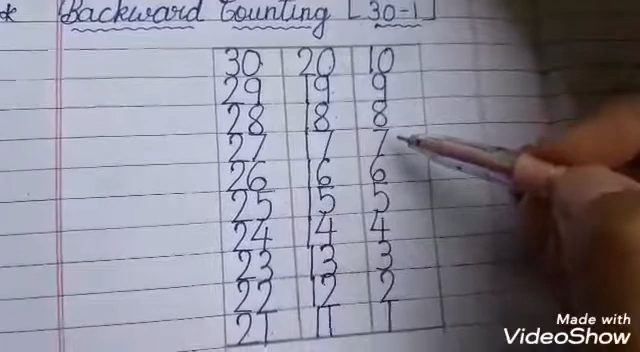 * Backward Counting [30-1]
30 20 10
29 19 9
28 18 8
27 17 7
26 16 6
25 15 5
24 14 4
23 13 3
22 12 2
21 11 1
Made with
VideoShow